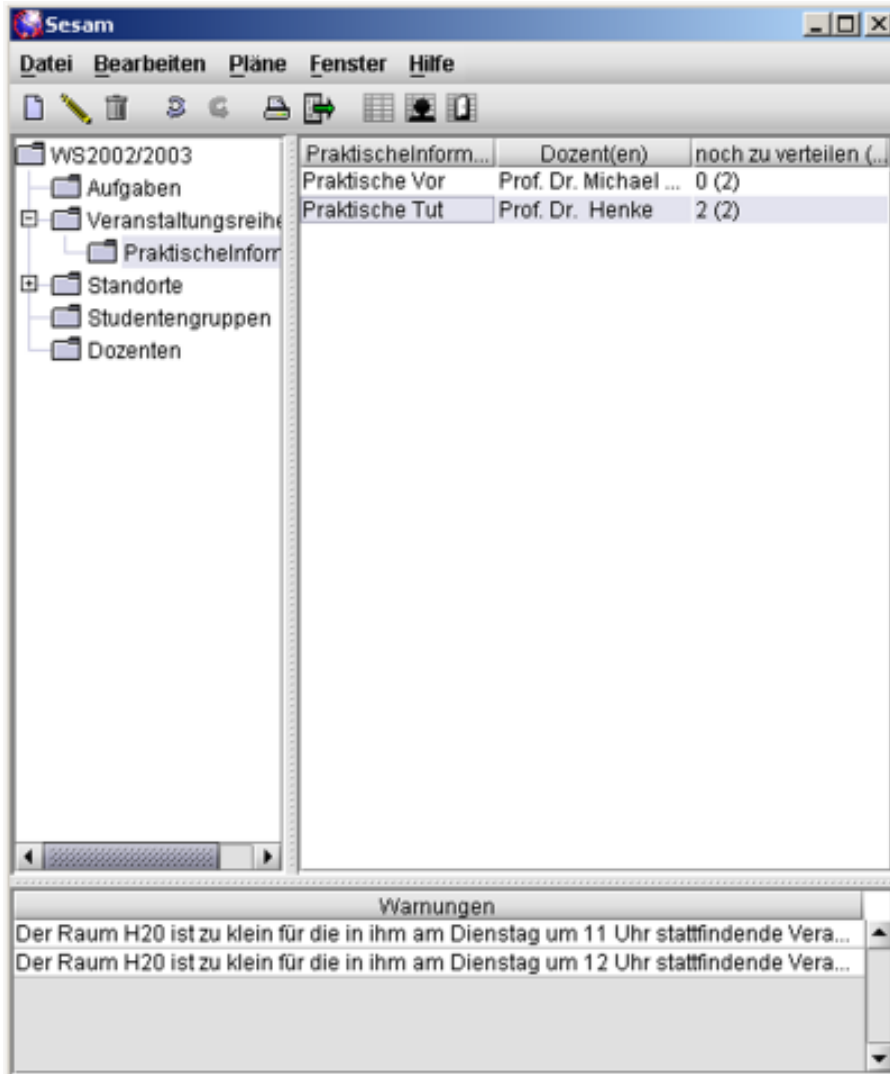 Sesam
Datei Bearbeiten Pläne Fenster Hilfe
WS2002/2003
Aufgaben
Veranstaltungsreihe
PraktischeInform
Standorte
Studentengruppen
Dozenten
PraktischeInform... Dozent(en) noch zu verteilen (...
Praktische Vor Prof. Dr. Michael ... 0 (2)
Praktische Tut Prof. Dr. Henke 2 (2)
Warnungen
Der Raum H20 ist zu klein für die in ihm am Dienstag um 11 Uhr stattfindende Vera...
Der Raum H20 ist zu klein für die in ihm am Dienstag um 12 Uhr stattfindende Vera...